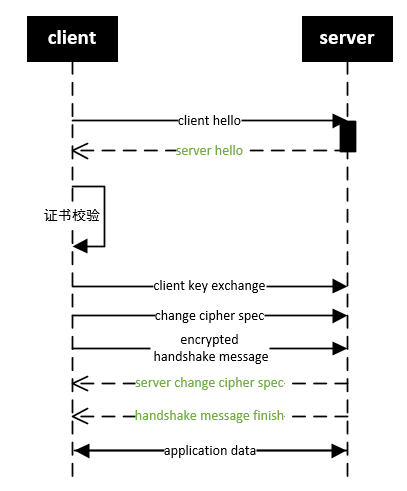 client
server
client hello
server hello
证书校验
client key exchange
change cipher spec
encrypted
handshake message
server change cipher spec
handshake message finish
application data